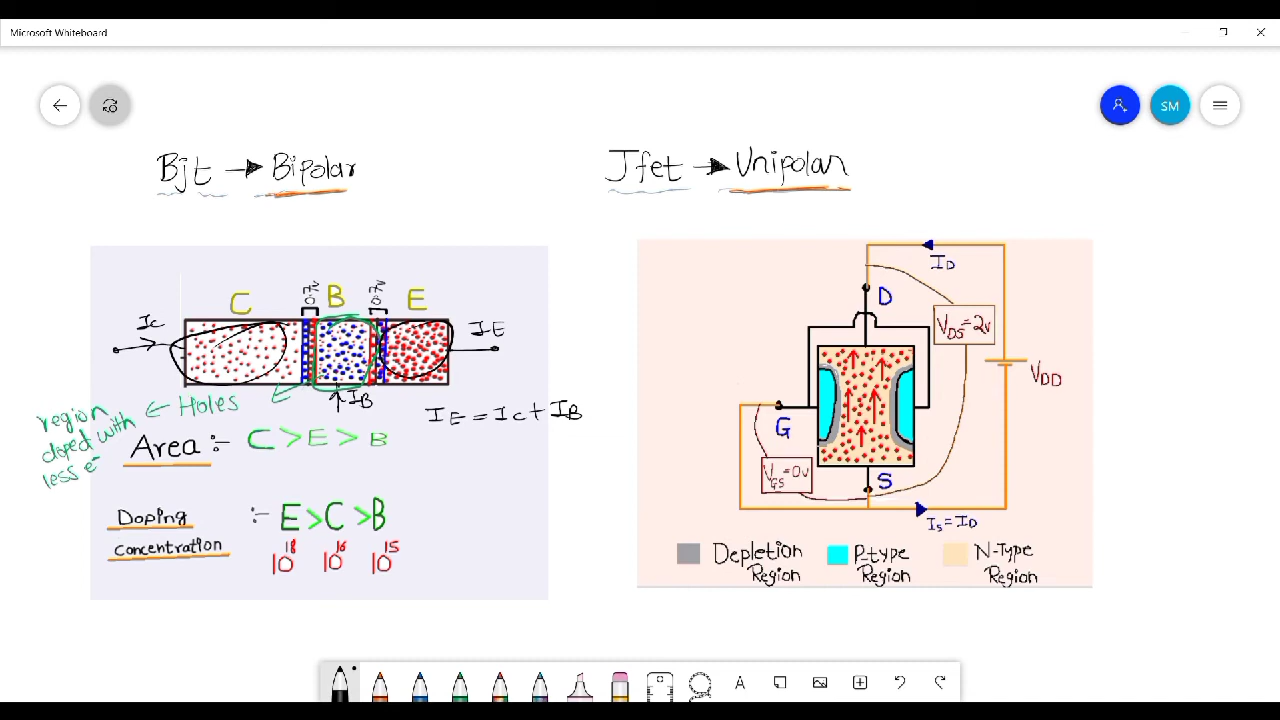 Microsoft Whiteboard
SM
Bjt → Bipolar
Jfet → Unipolar
0.7v
0.7v
C
B
E
IC
IE
IB
IE = IC + IB
← Holes
region
doped with
less e⁻
Area :- C > E > B
Doping
concentration
:- E > C > B
10^18 10^16 10^15
ID
D
VDS=2v
VDD
G
VGS=0v
S
IS=ID
Depletion
Region
P-type
Region
N-Type
Region
A